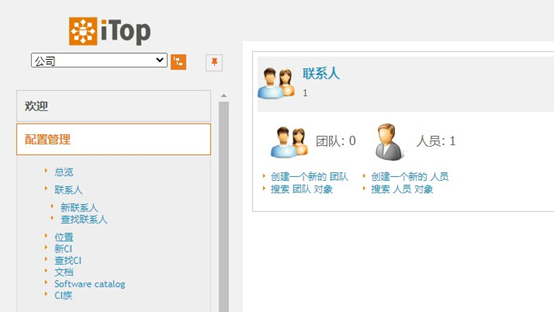 iTop
公司
欢迎
配置管理
总览
联系人
新联系人
查找联系人
位置
新CI
查找CI
文档
Software catalog
CI族
联系人
1
团队: 0
人员: 1
创建一个新的 团队
搜索 团队 对象
创建一个新的 人员
搜索 人员 对象